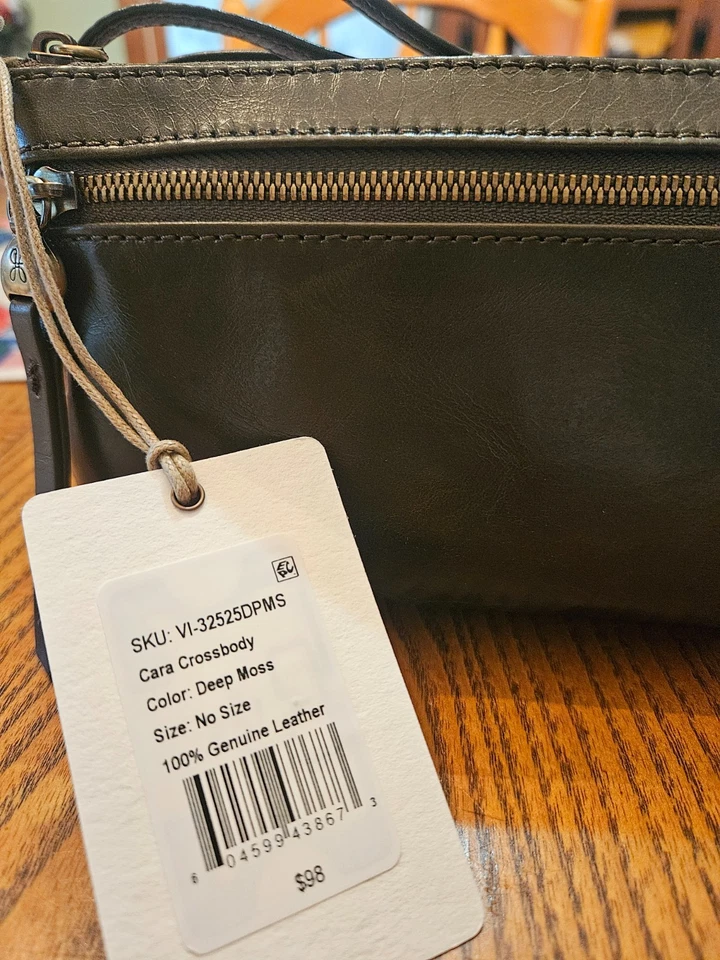 EPC
SKU: VI-32525DPMS
Cara Crossbody
Color: Deep Moss
Size: No Size
100% Genuine Leather
6 04599 43867 3
$98